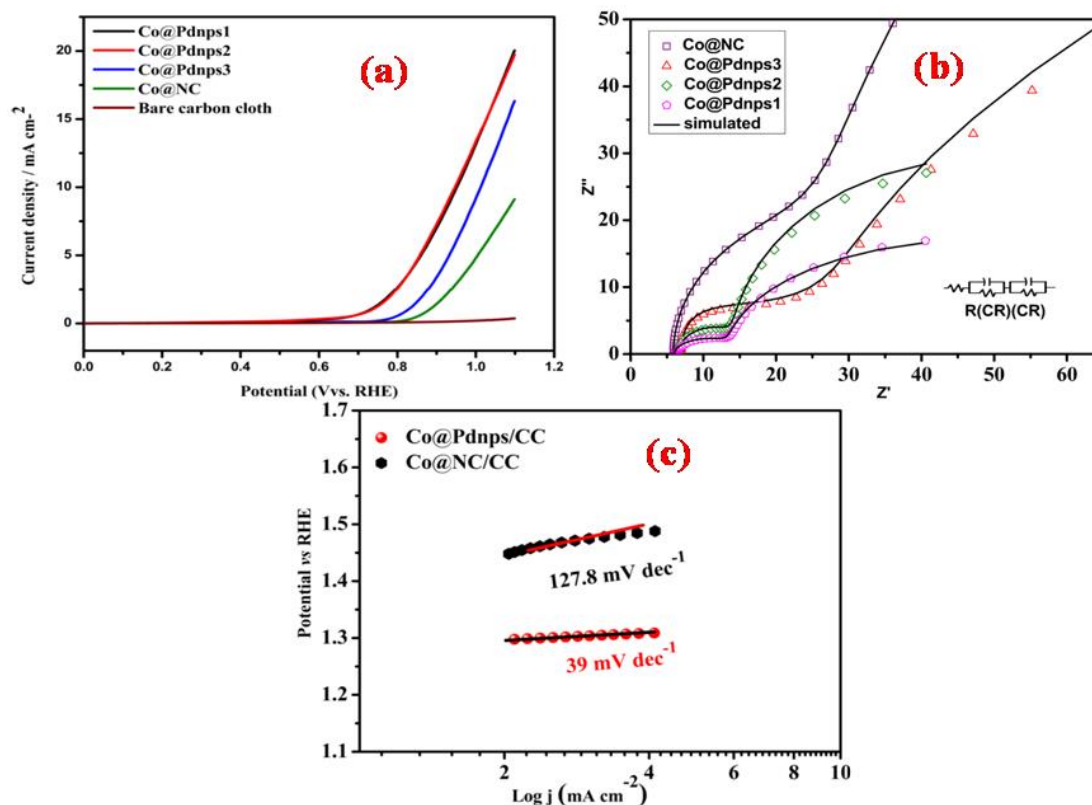 Co@Pdnps1
Co@Pdnps2
Co@Pdnps3
Co@NC
Bare carbon cloth
(a)
Current density / mA cm-²
20
15
10
5
0
0.0 0.2 0.4 0.6 0.8 1.0 1.2
Potential (Vvs. RHE)
Co@NC
Co@Pdnps3
Co@Pdnps2
Co@Pdnps1
simulated
(b)
Z''
50
40
30
20
10
0
0 10 20 30 40 50 60
Z'
R(CR)(CR)
Co@Pdnps/CC
Co@NC/CC
(c)
Potential vs RHE
1.7
1.6
1.5
1.4
1.3
1.2
1.1
127.8 mV dec⁻¹
39 mV dec⁻¹
2 4 6 8 10
Log j (mA cm⁻²)